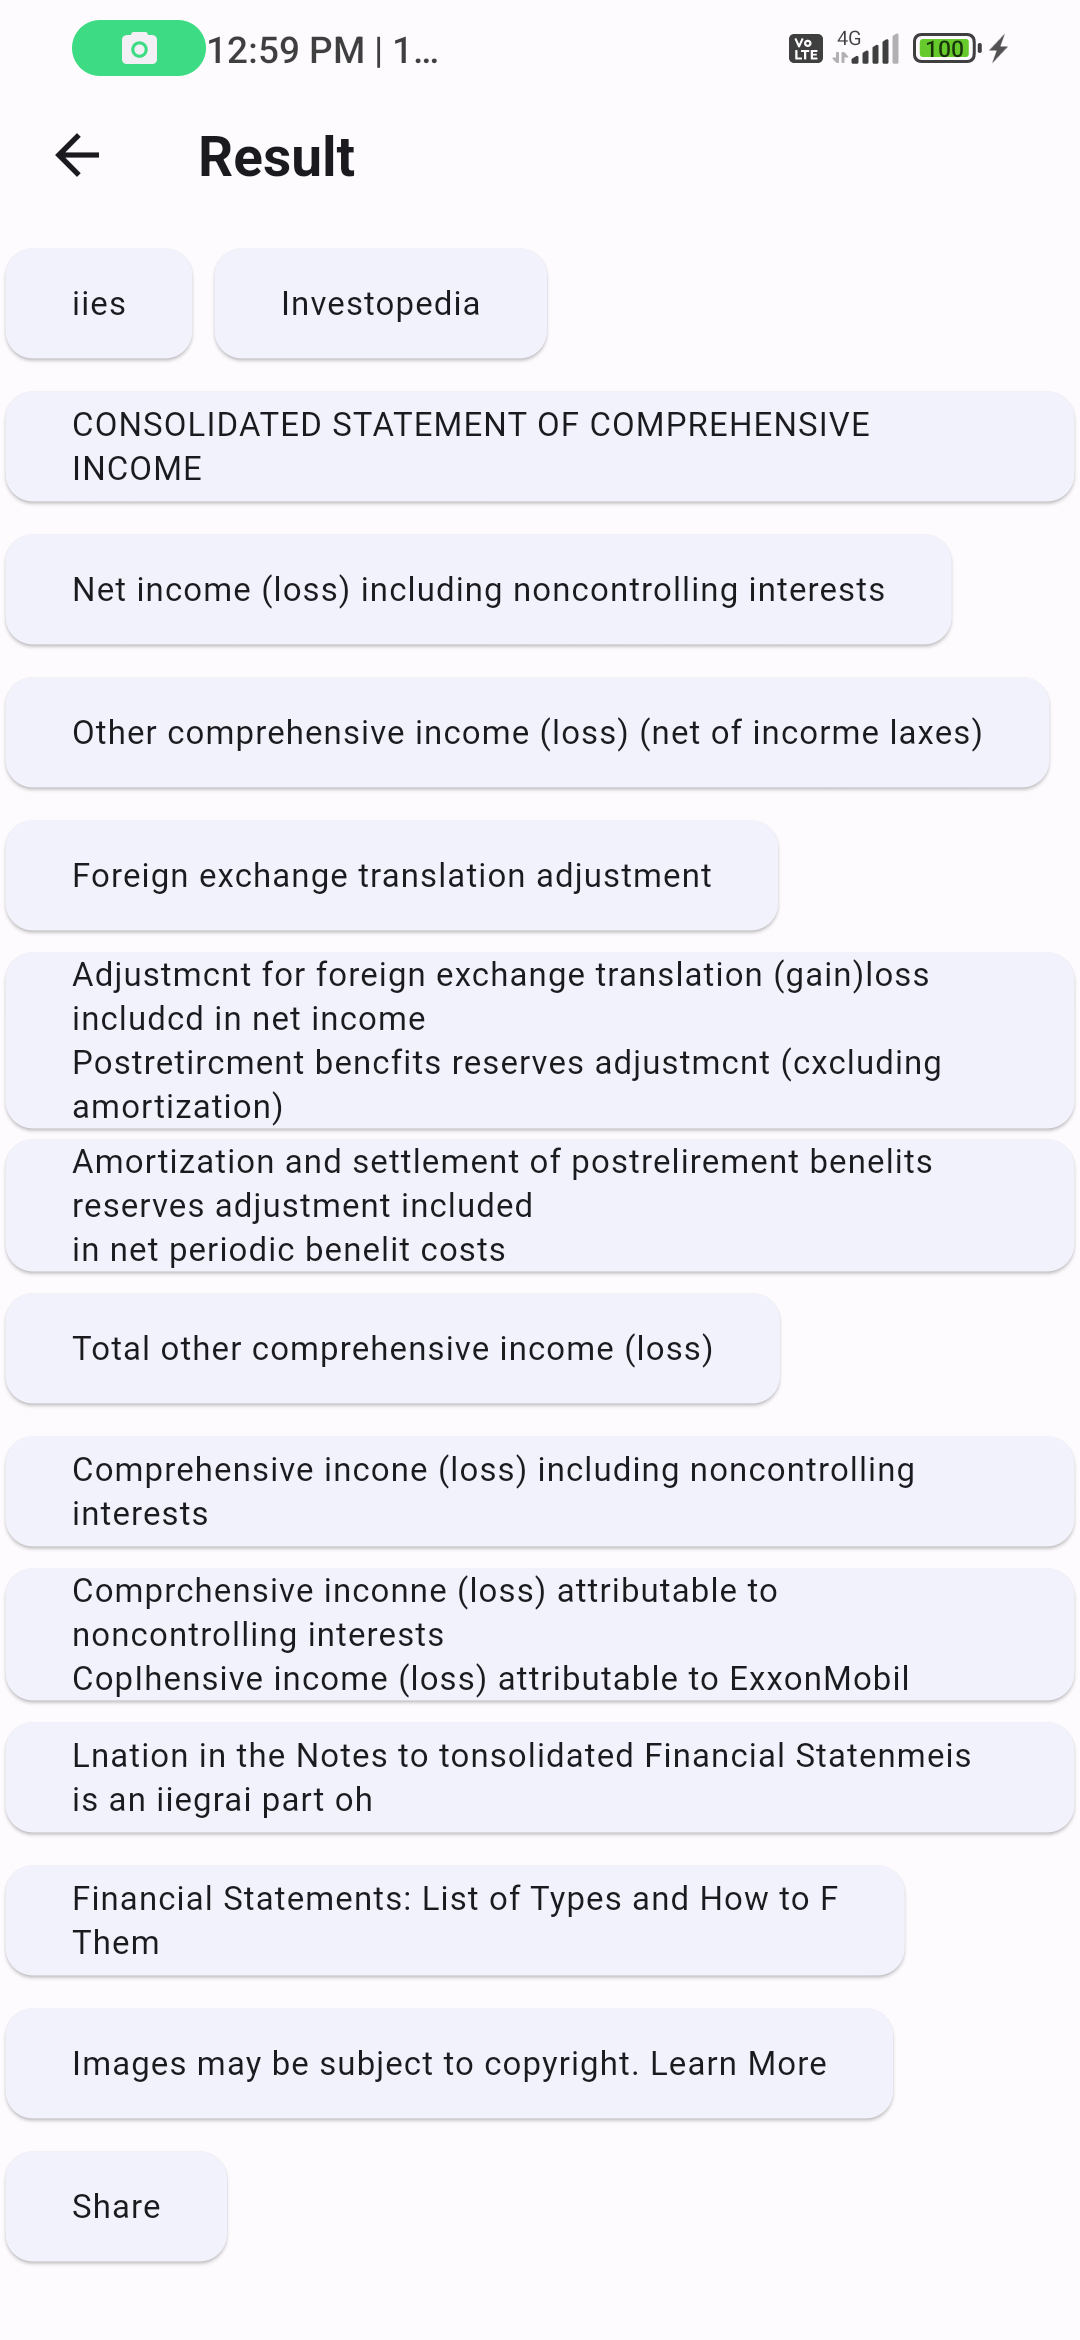 12:59 PM | 1...
Vo LTE
4G
100
Result
iies
Investopedia
CONSOLIDATED STATEMENT OF COMPREHENSIVE
INCOME
Net income (loss) including noncontrolling interests
Other comprehensive income (loss) (net of incorme laxes)
Foreign exchange translation adjustment
Adjustmcnt for foreign exchange translation (gain)loss
includcd in net income
Postretircment bencfits reserves adjustmcnt (cxcluding
amortization)
Amortization and settlement of postrelirement benelits
reserves adjustment included
in net periodic benelit costs
Total other comprehensive income (loss)
Comprehensive incone (loss) including noncontrolling
interests
Comprchensive inconne (loss) attributable to
noncontrolling interests
CopIhensive income (loss) attributable to ExxonMobil
Lnation in the Notes to tonsolidated Financial Statenmeis
is an iiegrai part oh
Financial Statements: List of Types and How to F
Them
Images may be subject to copyright. Learn More
Share